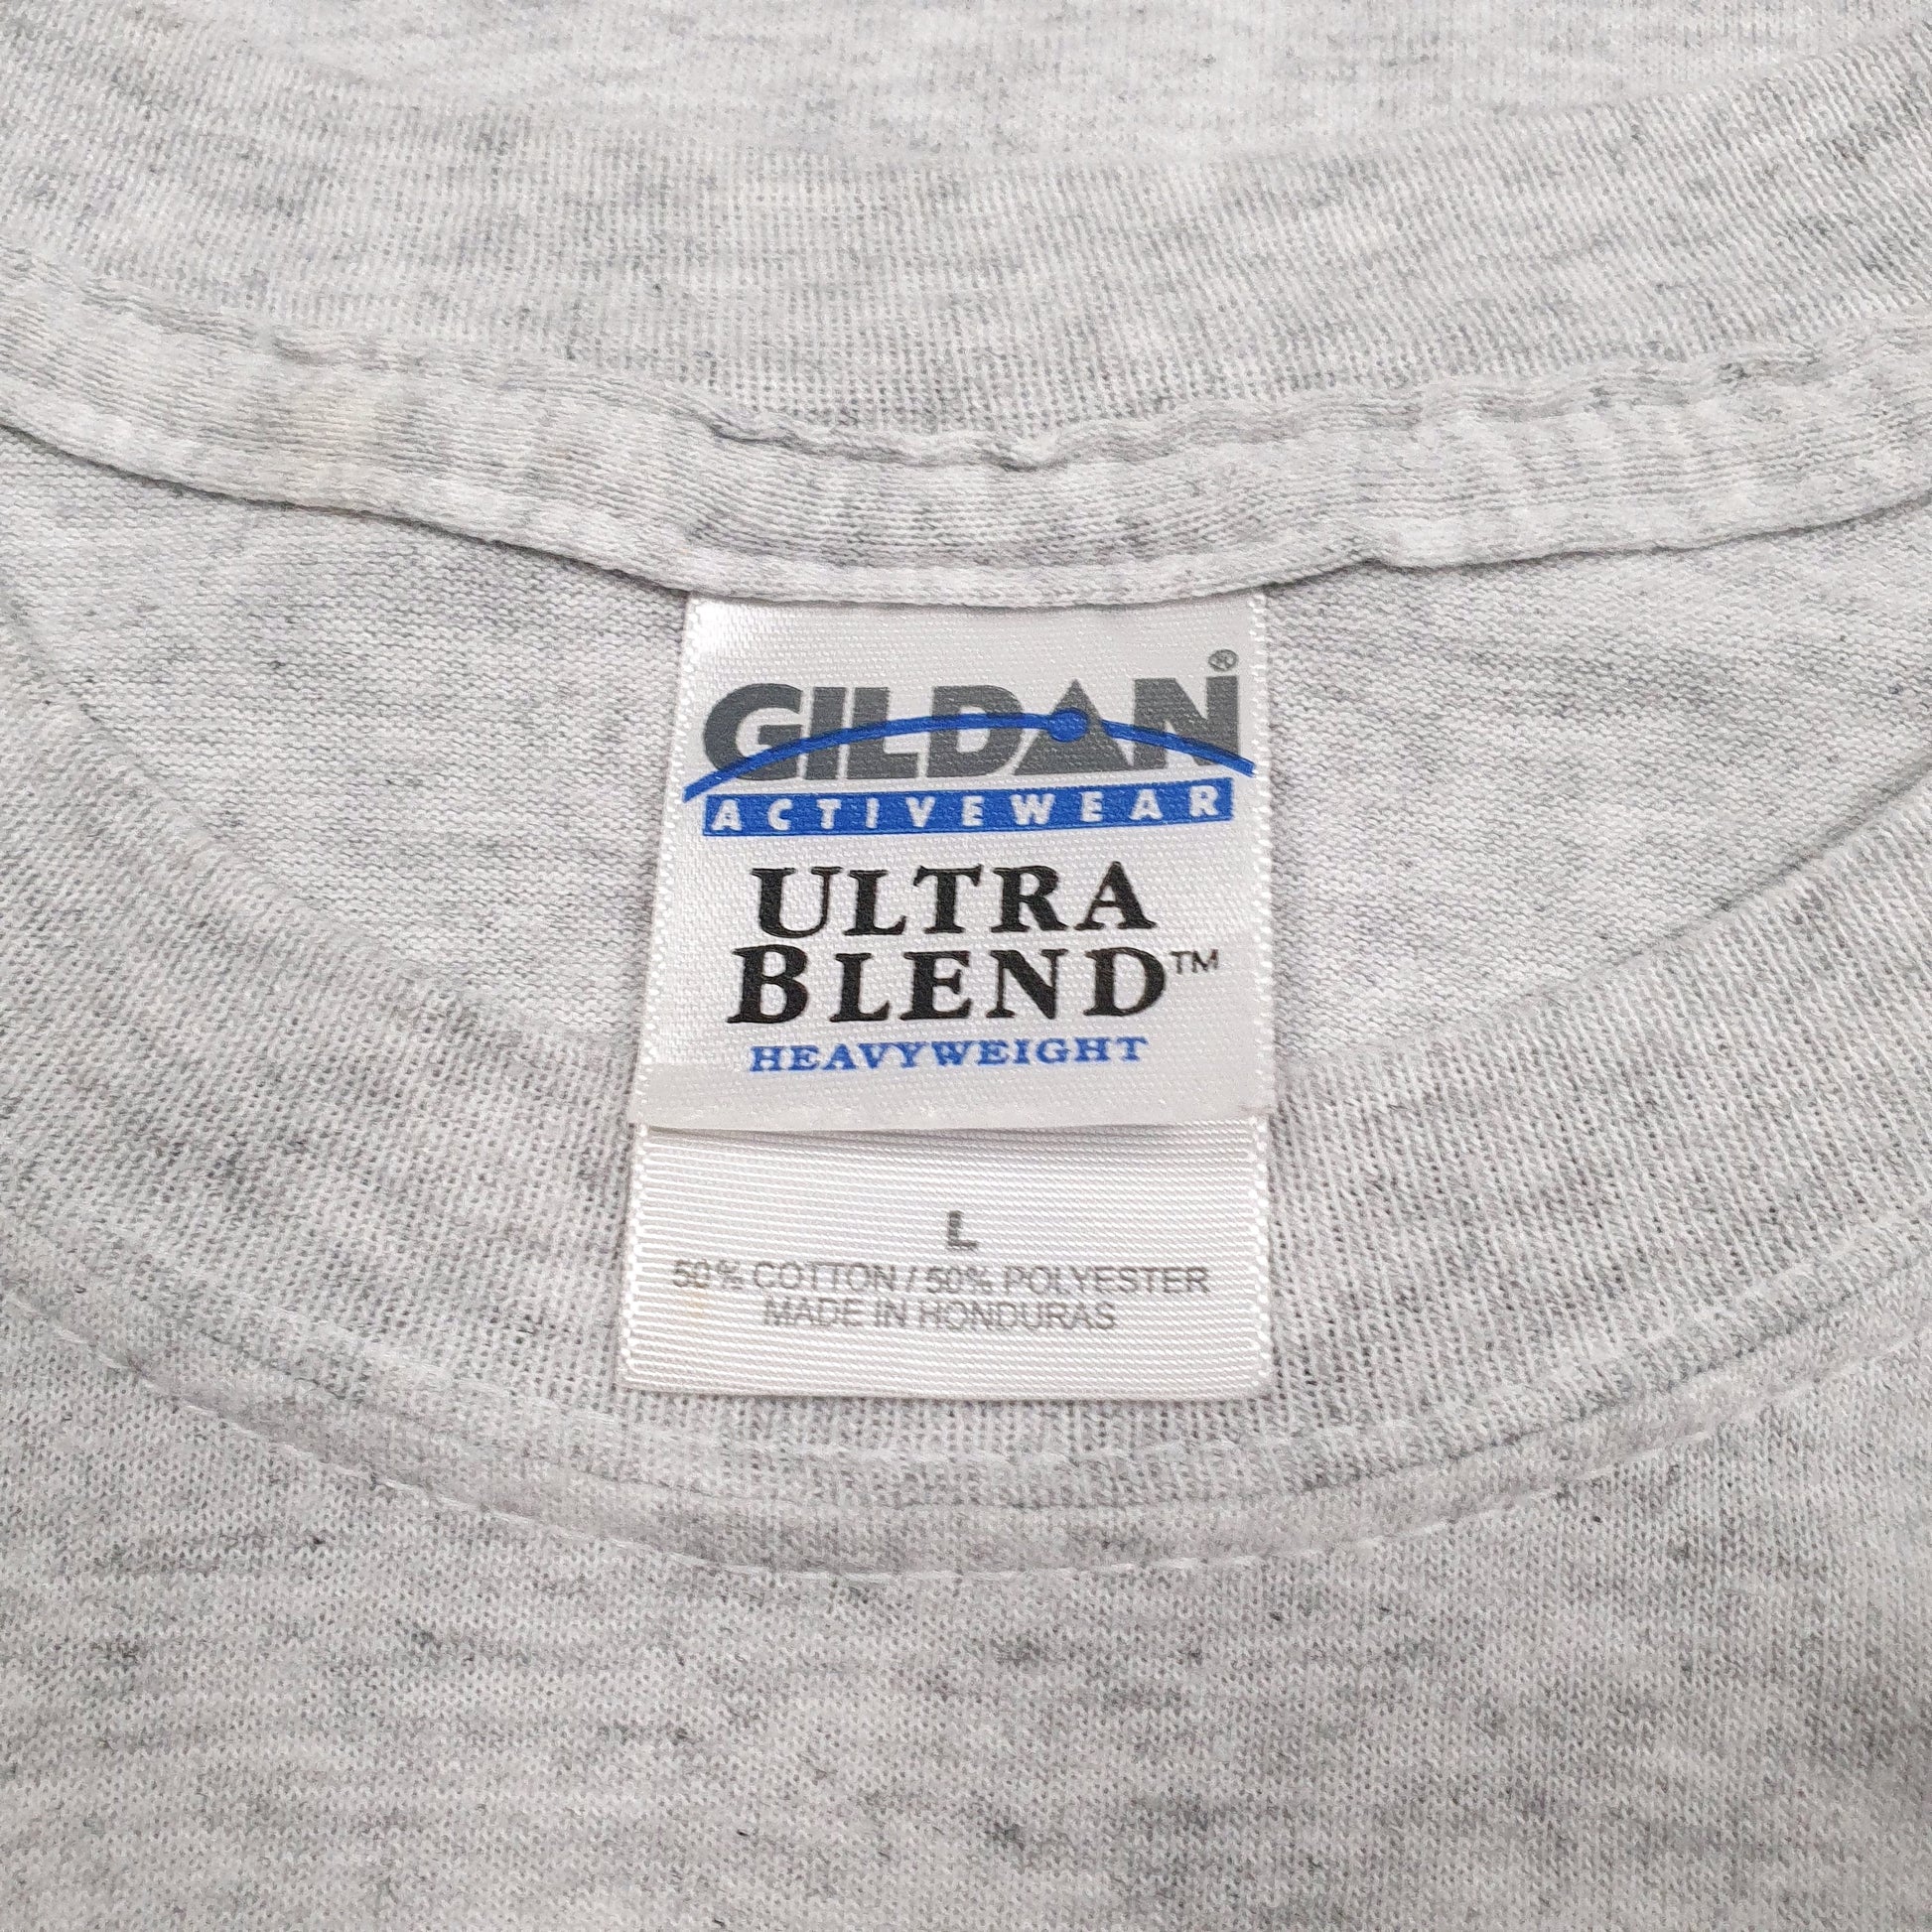 GILDAN®
ACTIVEWEAR
ULTRA
BLEND™
HEAVYWEIGHT
L
50% COTTON / 50% POLYESTER
MADE IN HONDURAS